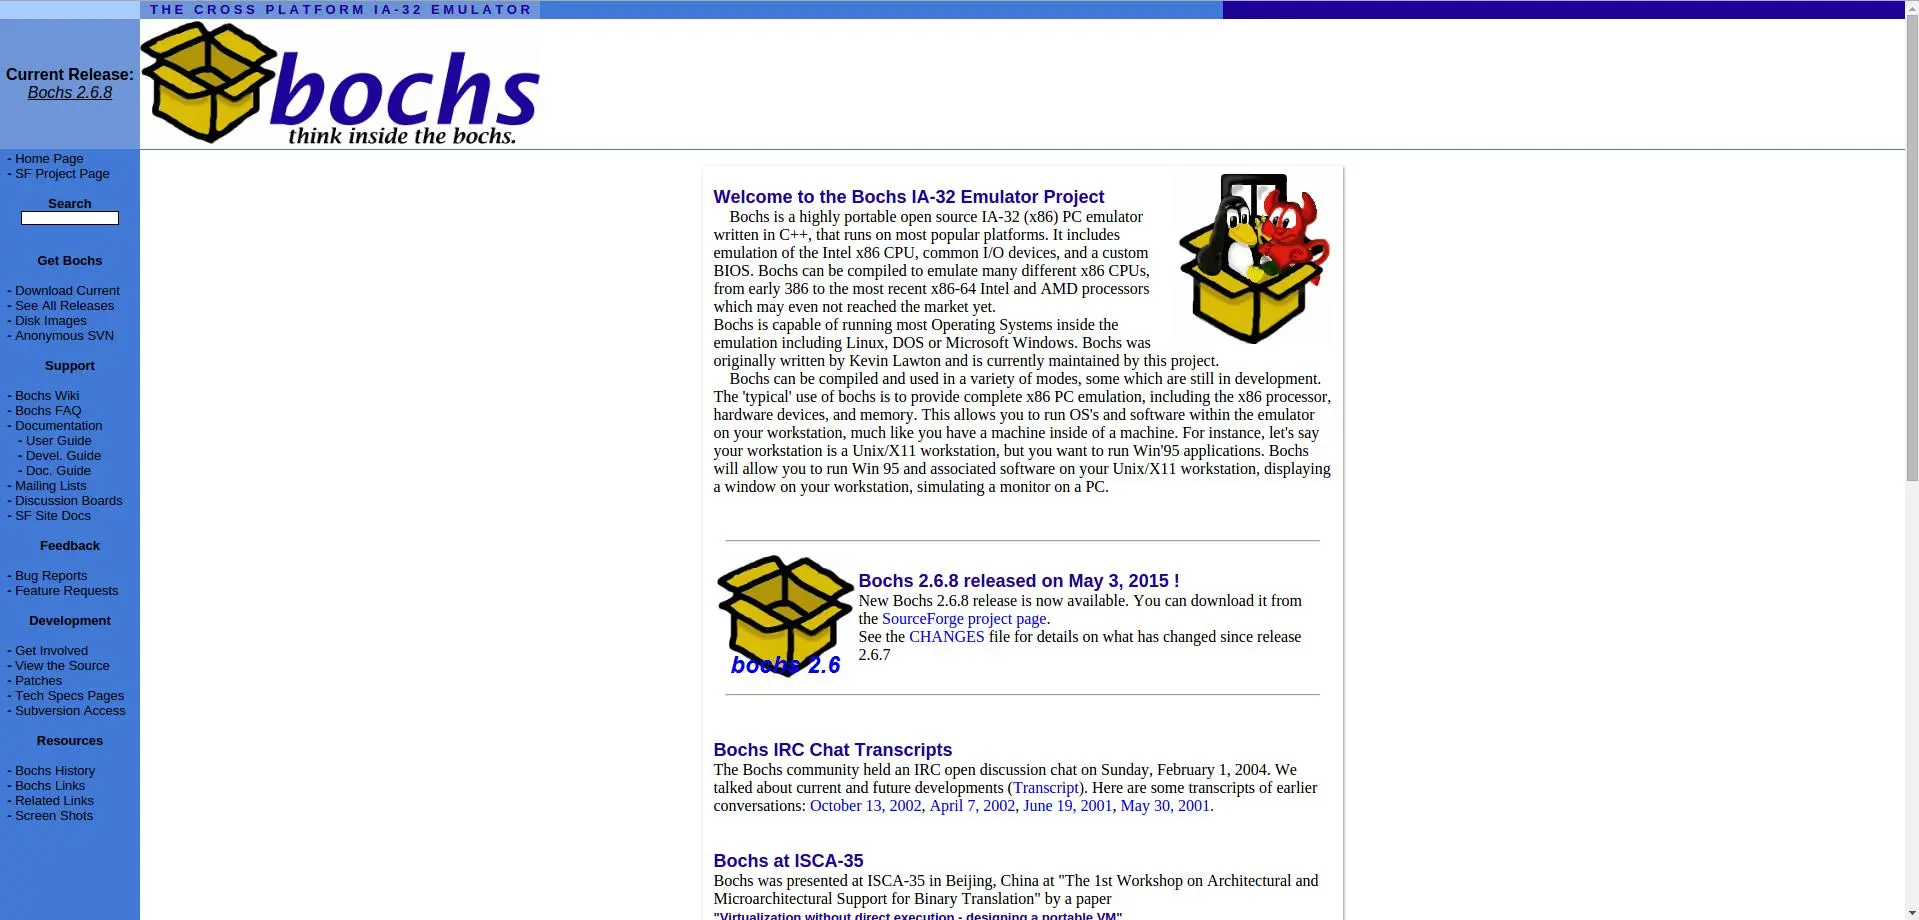 THE CROSS PLATFORM IA-32 EMULATOR
Current Release:
Bochs 2.6.8
bochs
think inside the bochs.
- Home Page
- SF Project Page
Search
Get Bochs
- Download Current
- See All Releases
- Disk Images
- Anonymous SVN
Support
- Bochs Wiki
- Bochs FAQ
- Documentation
- User Guide
- Devel. Guide
- Doc. Guide
- Mailing Lists
- Discussion Boards
- SF Site Docs
Feedback
- Bug Reports
- Feature Requests
Development
- Get Involved
- View the Source
- Patches
- Tech Specs Pages
- Subversion Access
Resources
- Bochs History
- Bochs Links
- Related Links
- Screen Shots
Welcome to the Bochs IA-32 Emulator Project
Bochs is a highly portable open source IA-32 (x86) PC emulator
written in C++, that runs on most popular platforms. It includes
emulation of the Intel x86 CPU, common I/O devices, and a custom
BIOS. Bochs can be compiled to emulate many different x86 CPUs,
from early 386 to the most recent x86-64 Intel and AMD processors
which may even not reached the market yet.
Bochs is capable of running most Operating Systems inside the
emulation including Linux, DOS or Microsoft Windows. Bochs was
originally written by Kevin Lawton and is currently maintained by this project.
Bochs can be compiled and used in a variety of modes, some which are still in development.
The 'typical' use of bochs is to provide complete x86 PC emulation, including the x86 processor,
hardware devices, and memory. This allows you to run OS's and software within the emulator
on your workstation, much like you have a machine inside of a machine. For instance, let's say
your workstation is a Unix/X11 workstation, but you want to run Win'95 applications. Bochs
will allow you to run Win 95 and associated software on your Unix/X11 workstation, displaying
a window on your workstation, simulating a monitor on a PC.
bochs 2.6
Bochs 2.6.8 released on May 3, 2015 !
New Bochs 2.6.8 release is now available. You can download it from
the SourceForge project page.
See the CHANGES file for details on what has changed since release
2.6.7
Bochs IRC Chat Transcripts
The Bochs community held an IRC open discussion chat on Sunday, February 1, 2004. We
talked about current and future developments (Transcript). Here are some transcripts of earlier
conversations: October 13, 2002, April 7, 2002, June 19, 2001, May 30, 2001.
Bochs at ISCA-35
Bochs was presented at ISCA-35 in Beijing, China at "The 1st Workshop on Architectural and
Microarchitectural Support for Binary Translation" by a paper
"Virtualization without direct execution - designing a portable VM"